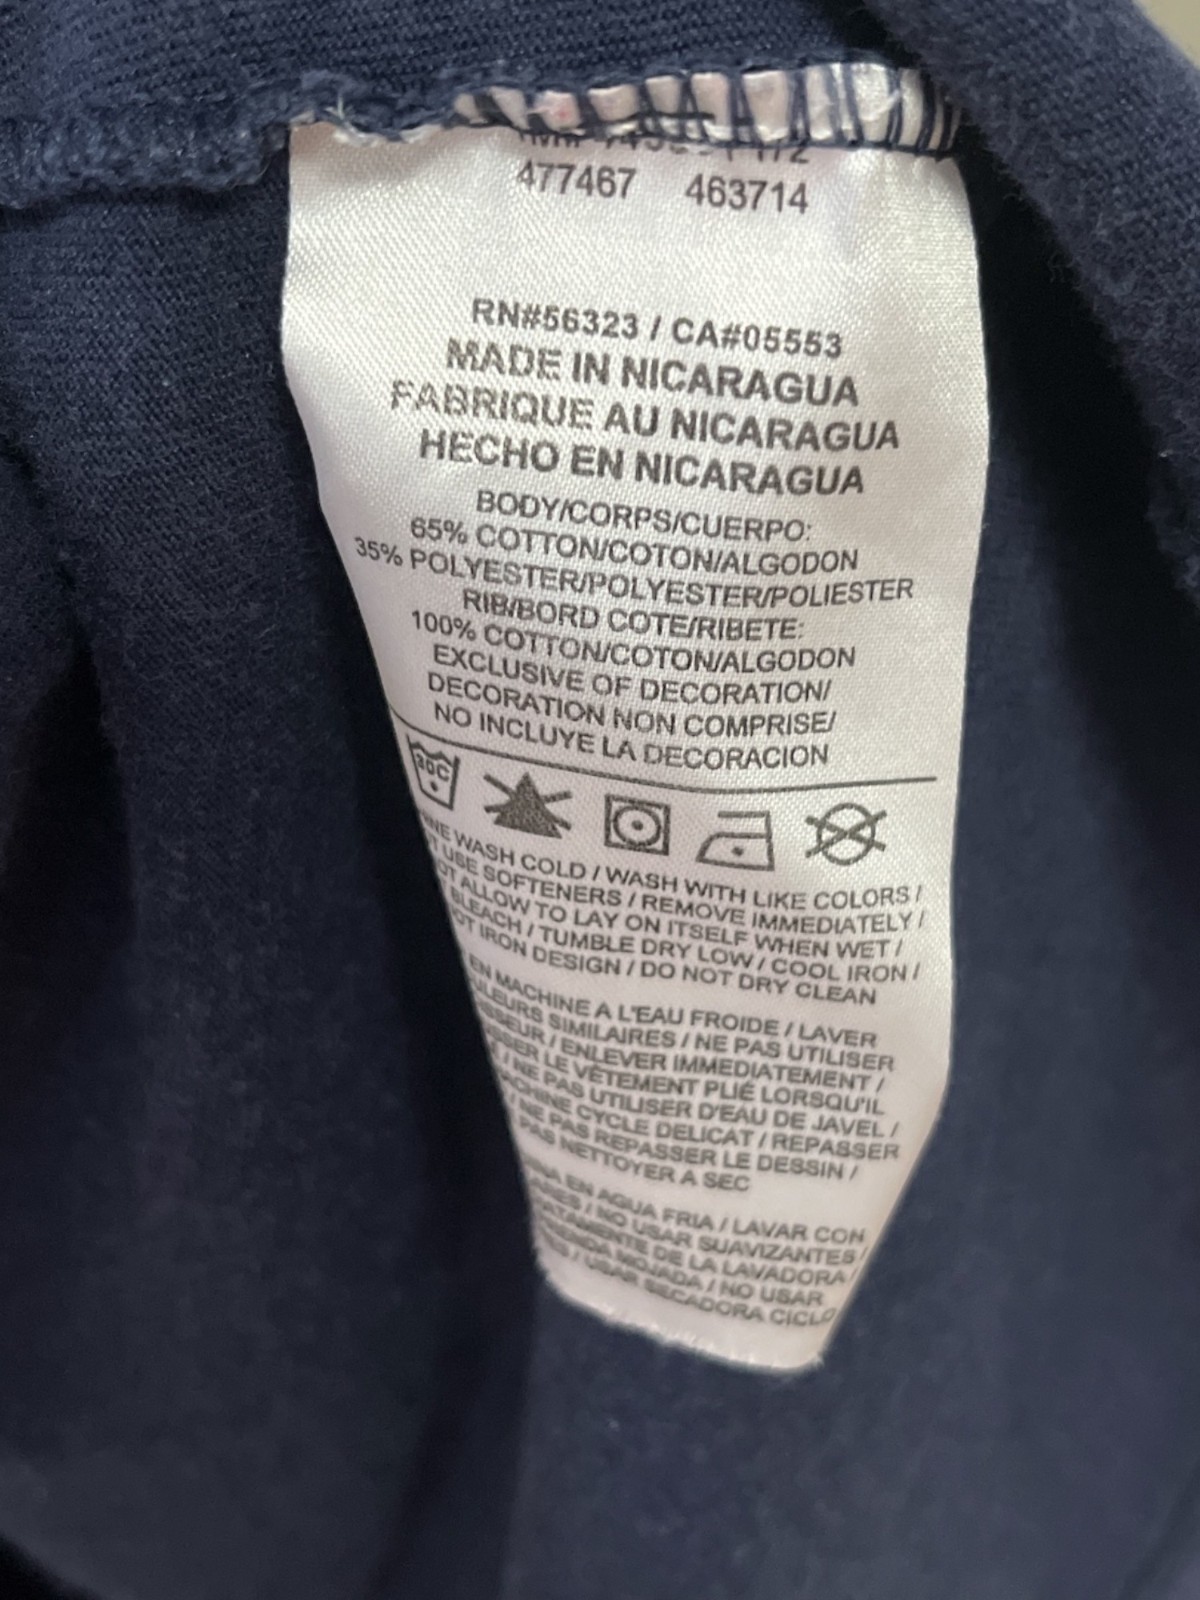 477467 463714
RN#56323 / CA#05553
MADE IN NICARAGUA
FABRIQUE AU NICARAGUA
HECHO EN NICARAGUA
BODY/CORPS/CUERPO:
65% COTTON/COTON/ALGODON
35% POLYESTER/POLYESTER/POLIESTER
RIB/BORD COTE/RIBETE:
100% COTTON/COTON/ALGODON
EXCLUSIVE OF DECORATION/
DECORATION NON COMPRISE/
NO INCLUYE LA DECORACION
30C
WASH COLD / WASH WITH LIKE COLORS /
USE SOFTENERS / REMOVE IMMEDIATELY /
ALLOW TO LAY ON ITSELF WHEN WET /
BLEACH / TUMBLE DRY LOW / COOL IRON /
IRON DESIGN / DO NOT DRY CLEAN
EN MACHINE A L'EAU FROIDE / LAVER
SIMILAIRES / NE PAS UTILISER
/ ENLEVER IMMEDIATEMENT /
LE VÊTEMENT PLIÉ LORSQU'IL
/ NE PAS UTILISER D'EAU DE JAVEL /
CYCLE DELICAT / REPASSER
/ NE PAS REPASSER LE DESSIN /
PAS NETTOYER A SEC
EN AGUA FRIA / LAVAR CON
/ NO USAR SUAVIZANTES /
DE LA LAVADORA /
MOJADA / NO USAR
/ USAR SECADORA CICLO